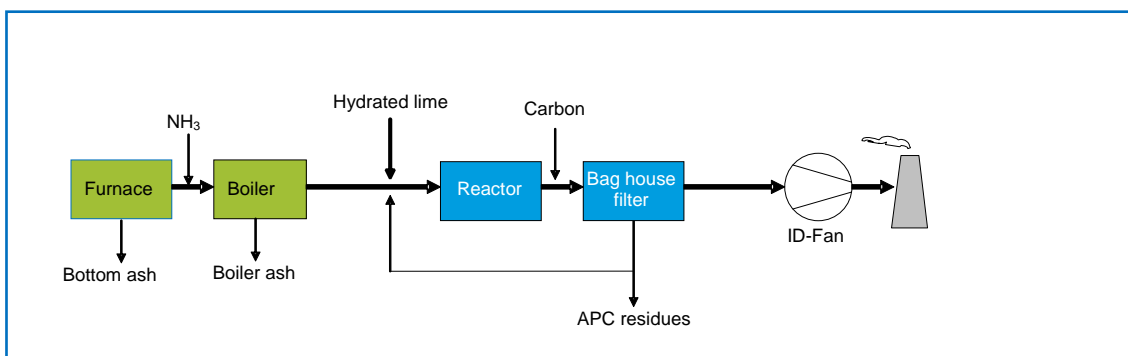 Hydrated lime
Carbon
NH₃
Furnace
Boiler
Reactor
Bag house
filter
ID-Fan
Bottom ash
Boiler ash
APC residues